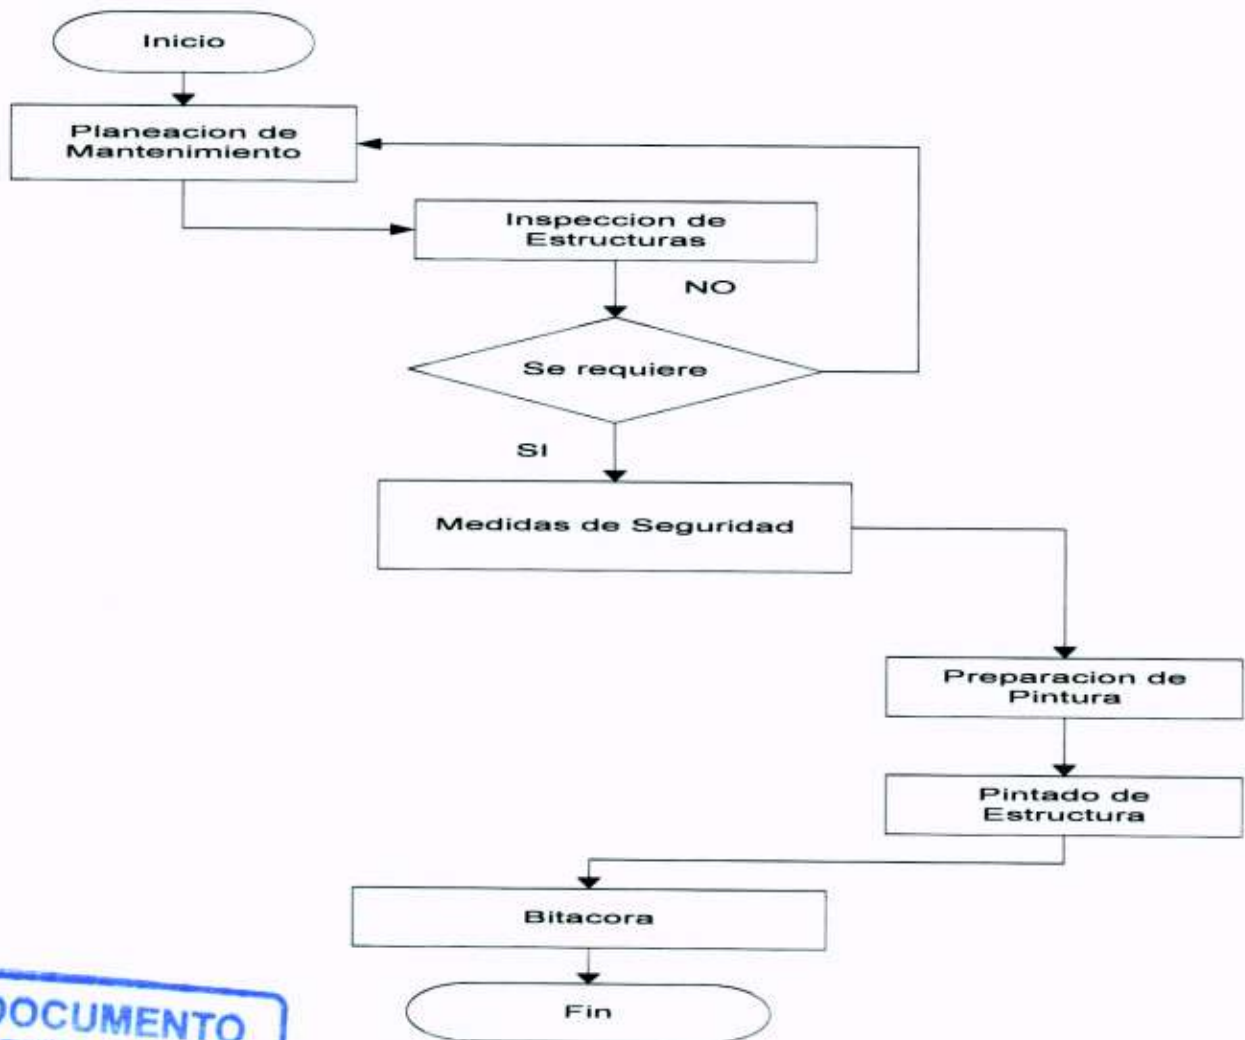 Inicio
Planeacion de
Mantenimiento
Inspeccion de
Estructuras
NO
Se requiere
SI
Medidas de Seguridad
Preparacion de
Pintura
Pintado de
Estructura
Bitacora
Fin
DOCUMENTO